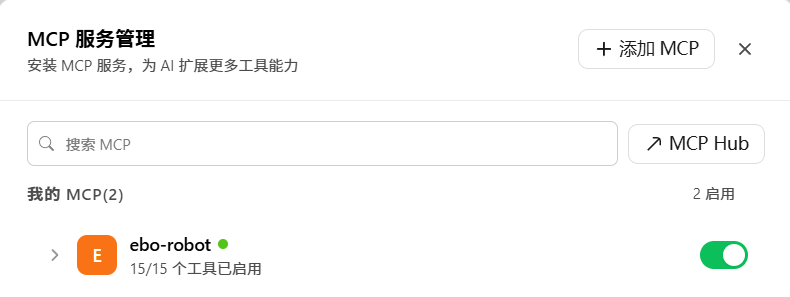 MCP 服务管理
安装 MCP 服务，为 AI 扩展更多工具能力
添加 MCP
搜索 MCP
MCP Hub
我的 MCP(2)
2 启用
E
ebo-robot
15/15 个工具已启用